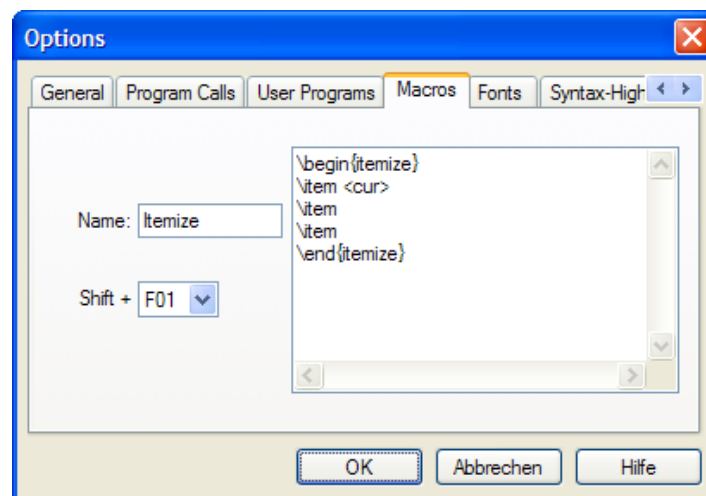 Options
General Program Calls User Programs Macros Fonts Syntax-High
\begin{itemize}
\item <cur>
\item
\item
\end{itemize}
Name: Itemize
Shift + F01
OK Abbrechen Hilfe